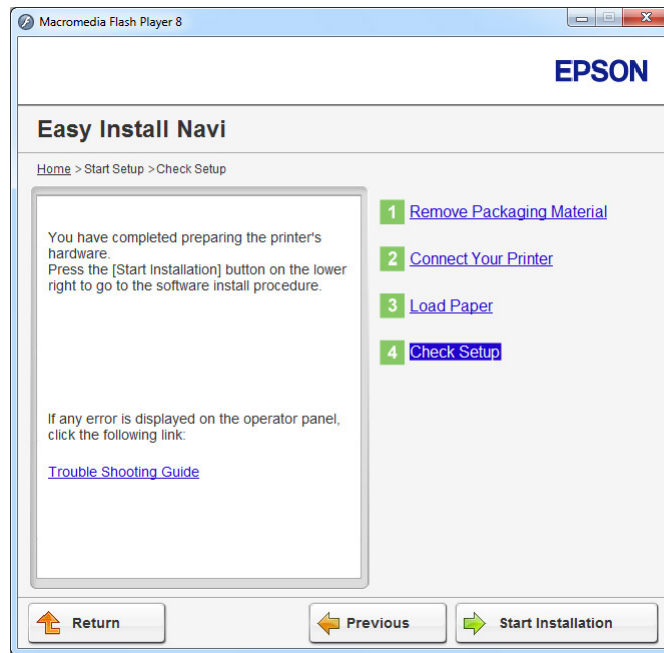 Macromedia Flash Player 8
EPSON
Easy Install Navi
Home > Start Setup >Check Setup
You have completed preparing the printer's
hardware.
Press the [Start Installation] button on the lower
right to go to the software install procedure.
If any error is displayed on the operator panel,
click the following link:
Trouble Shooting Guide
1 Remove Packaging Material
2 Connect Your Printer
3 Load Paper
4 Check Setup
Return
Previous
Start Installation